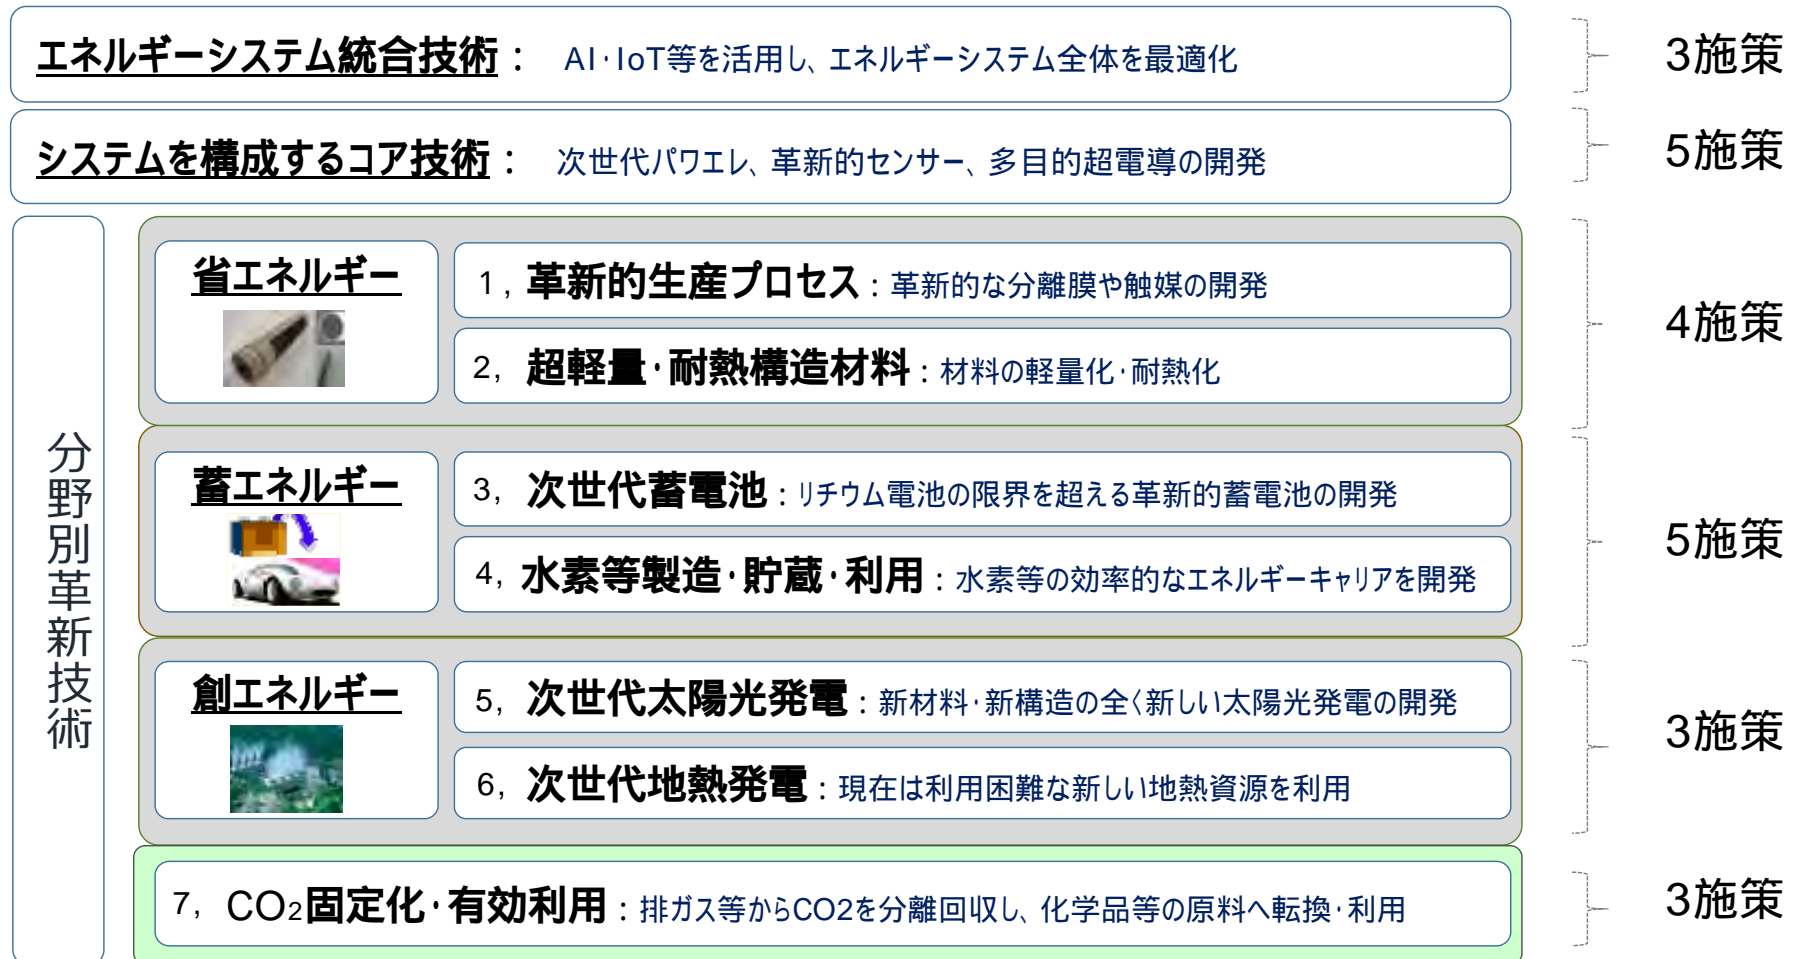 エネルギーシステム統合技術： AI･IoT等を活用し、エネルギーシステム全体を最適化
3施策
システムを構成するコア技術： 次世代パワエレ、革新的センサー、多目的超電導の開発
5施策
分野別革新技術
省エネルギー
1, 革新的生産プロセス：革新的な分離膜や触媒の開発
2, 超軽量･耐熱構造材料：材料の軽量化･耐熱化
4施策
蓄エネルギー
3, 次世代蓄電池：リチウム電池の限界を超える革新的蓄電池の開発
4, 水素等製造･貯蔵･利用：水素等の効率的なエネルギーキャリアを開発
5施策
創エネルギー
5, 次世代太陽光発電：新材料･新構造の全く新しい太陽光発電の開発
6, 次世代地熱発電：現在は利用困難な新しい地熱資源を利用
3施策
7, CO2固定化･有効利用：排ガス等からCO2を分離回収し、化学品等の原料へ転換･利用
3施策